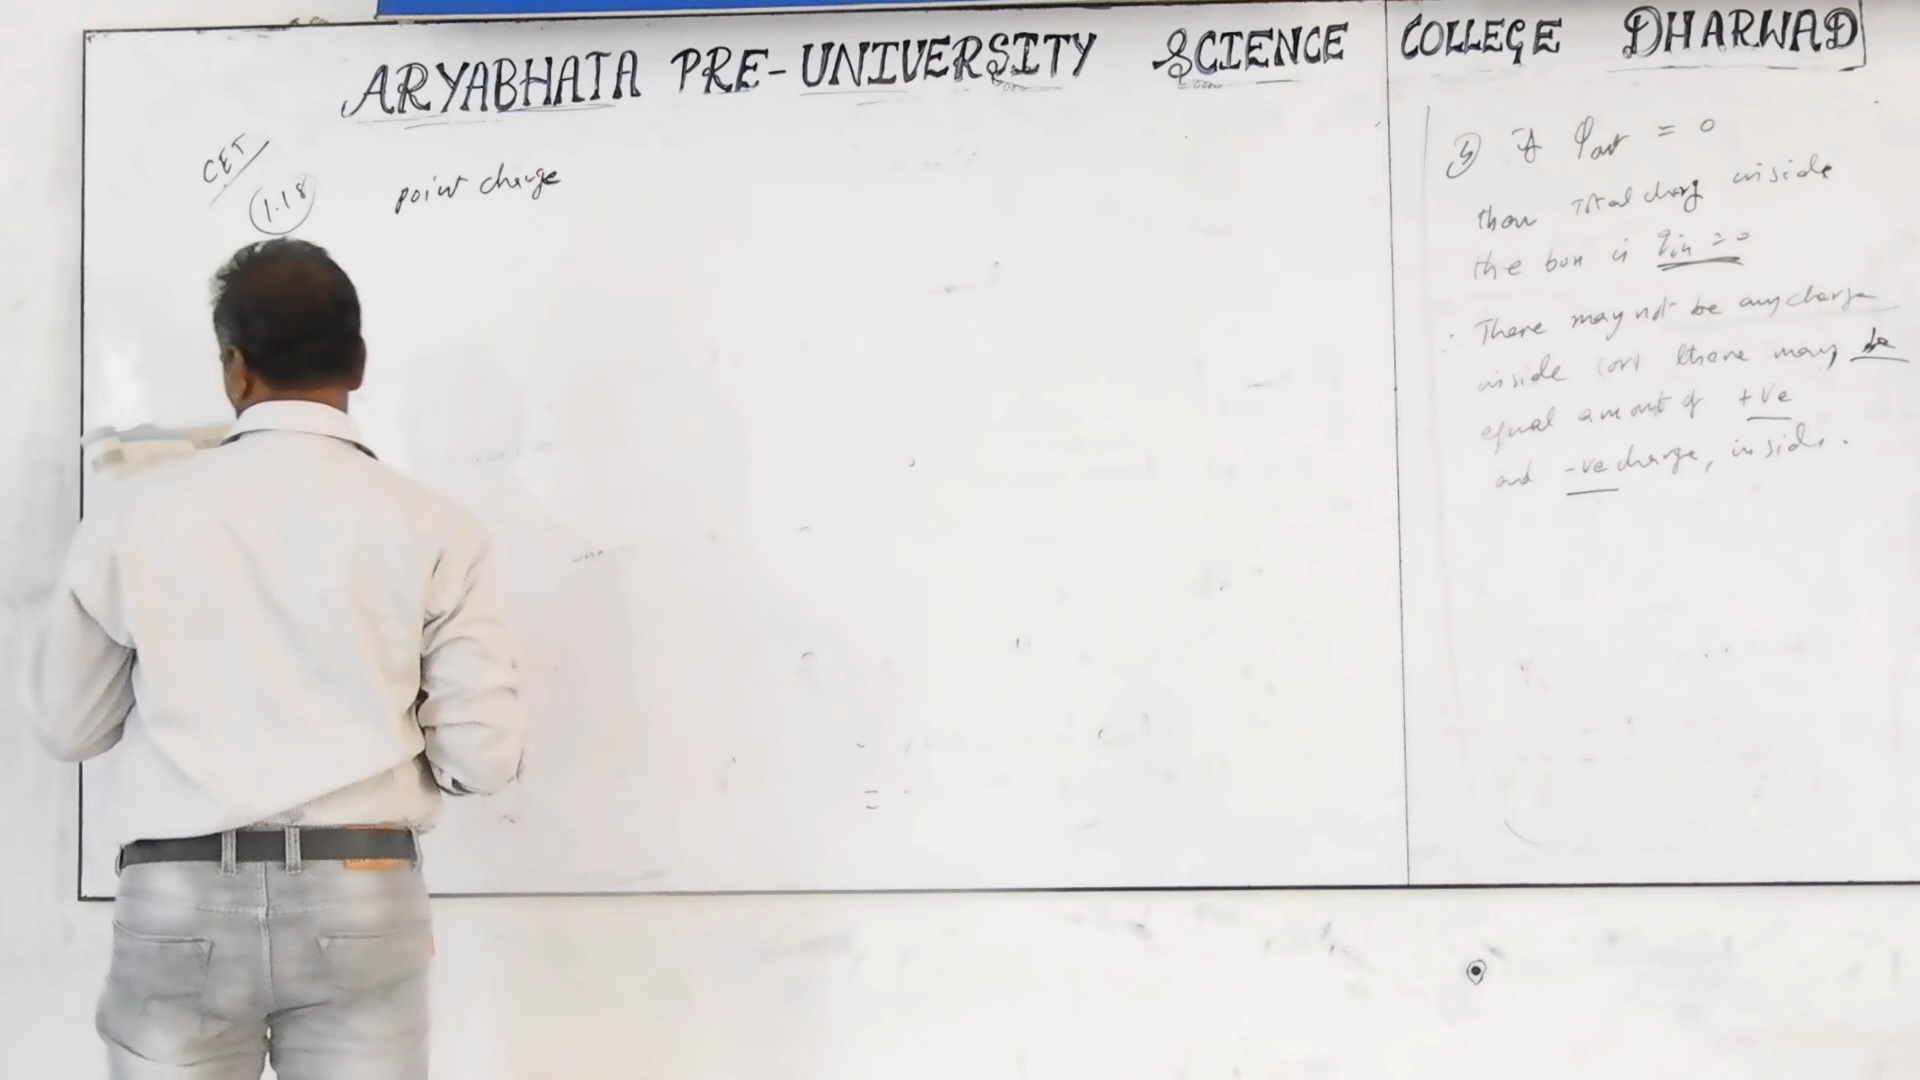 ARYABHATA PRE-UNIVERSITY SCIENCE COLLEGE DHARWAD
CET
1.18 point charge
3) if φout = 0
then Total charg inside
the box is qin = 0
∴ There may not be any charge
inside (or) there may be
equal amount of +ve
and -ve charge, inside.